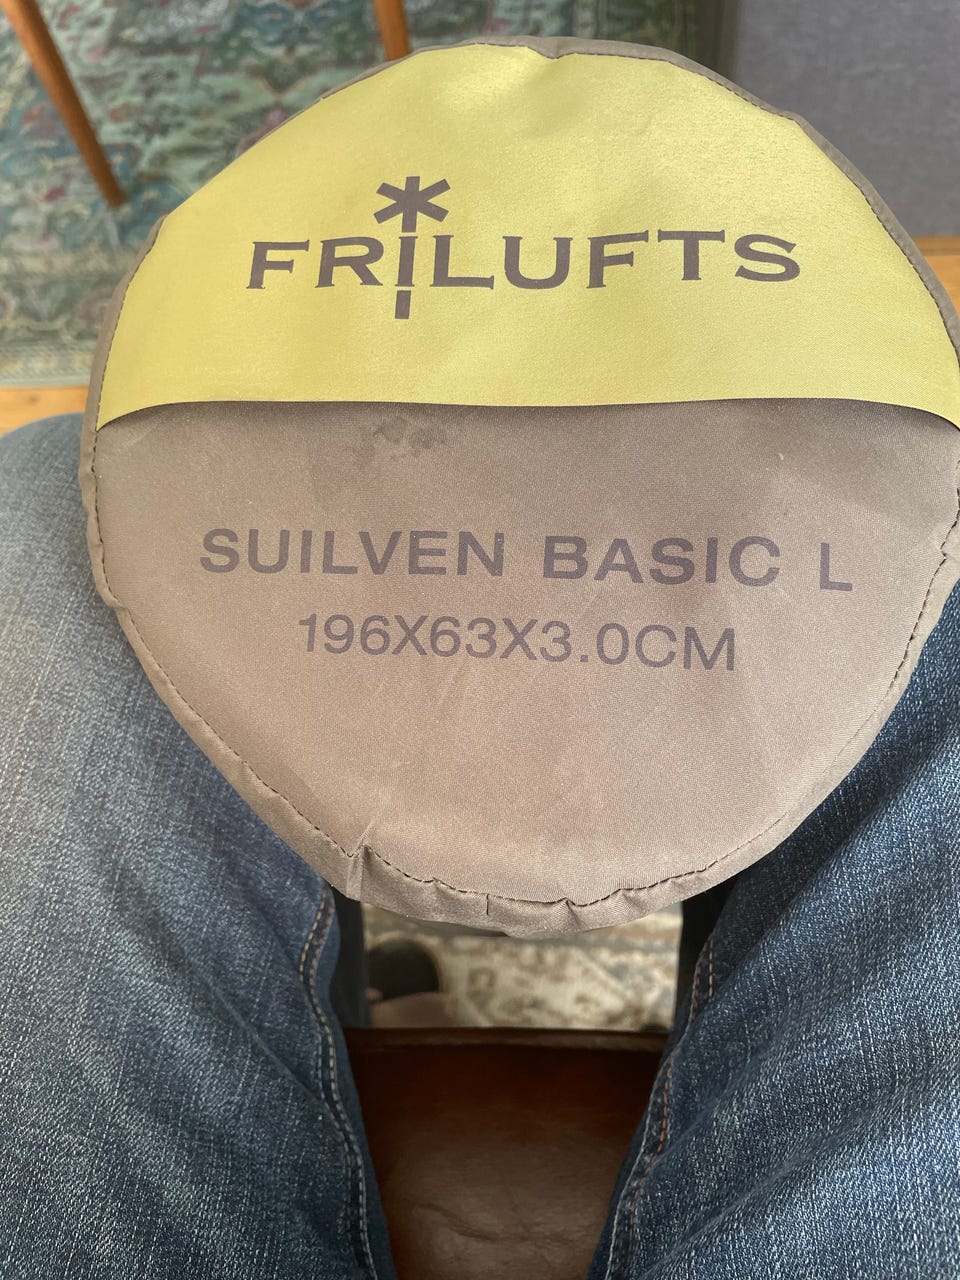 FRILUFTS
SUILVEN BASIC L
196X63X3.0CM